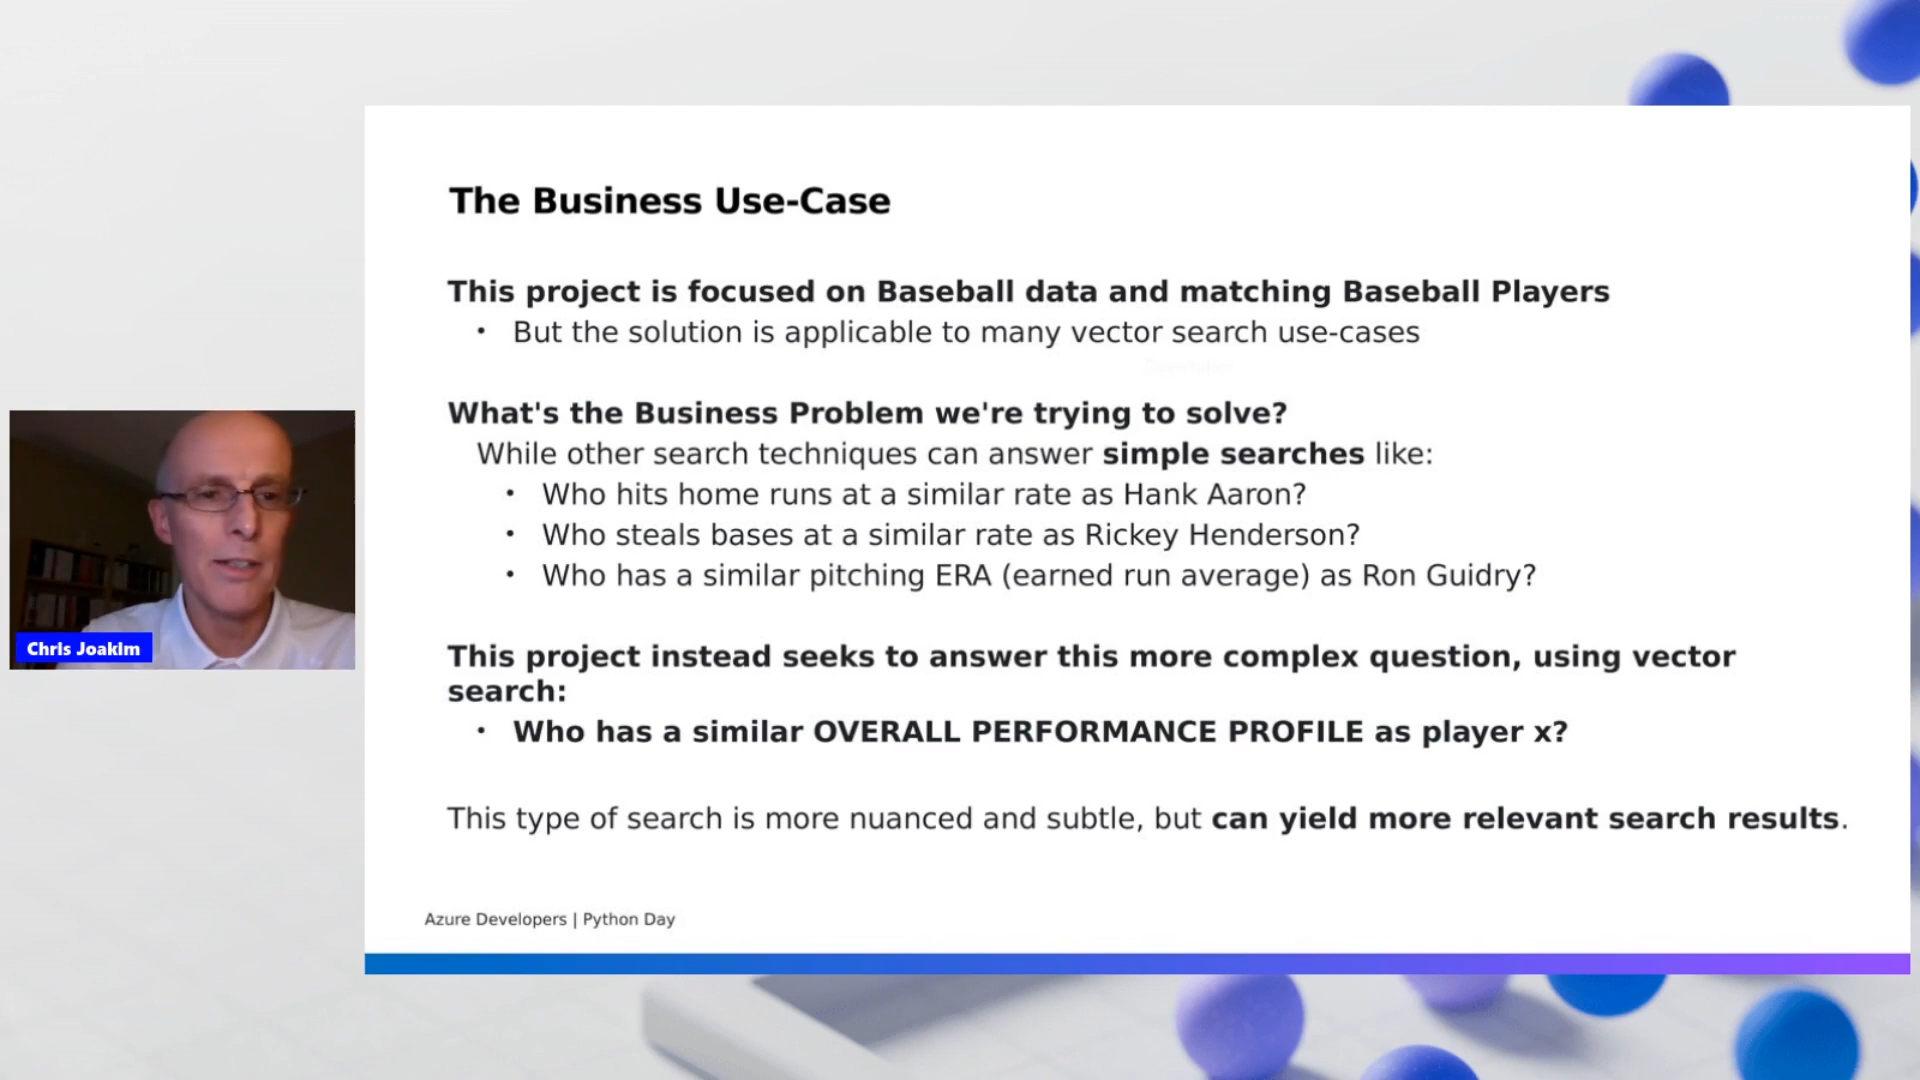 The Business Use-Case
This project is focused on Baseball data and matching Baseball Players
• But the solution is applicable to many vector search use-cases
What's the Business Problem we're trying to solve?
While other search techniques can answer simple searches like:
• Who hits home runs at a similar rate as Hank Aaron?
• Who steals bases at a similar rate as Rickey Henderson?
• Who has a similar pitching ERA (earned run average) as Ron Guidry?
This project instead seeks to answer this more complex question, using vector
search:
• Who has a similar OVERALL PERFORMANCE PROFILE as player x?
This type of search is more nuanced and subtle, but can yield more relevant search results.
Azure Developers | Python Day
Chris Joakim